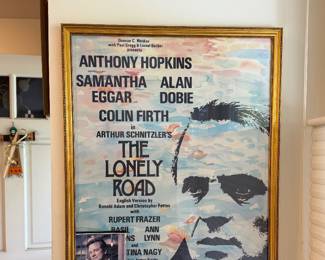 Duncan C. Weldon
with Paul Gregg & Lionel Becker
presents
ANTHONY HOPKINS
SAMANTHA ALAN
EGGAR DOBIE
COLIN FIRTH
in
ARTHUR SCHNITZLER'S
THE
LONELY
ROAD
English Version by
Ronald Adam and Christopher Fettes
with
RUPERT FRAZER
BASIL ANN
NS LYNN
TINA NAGY